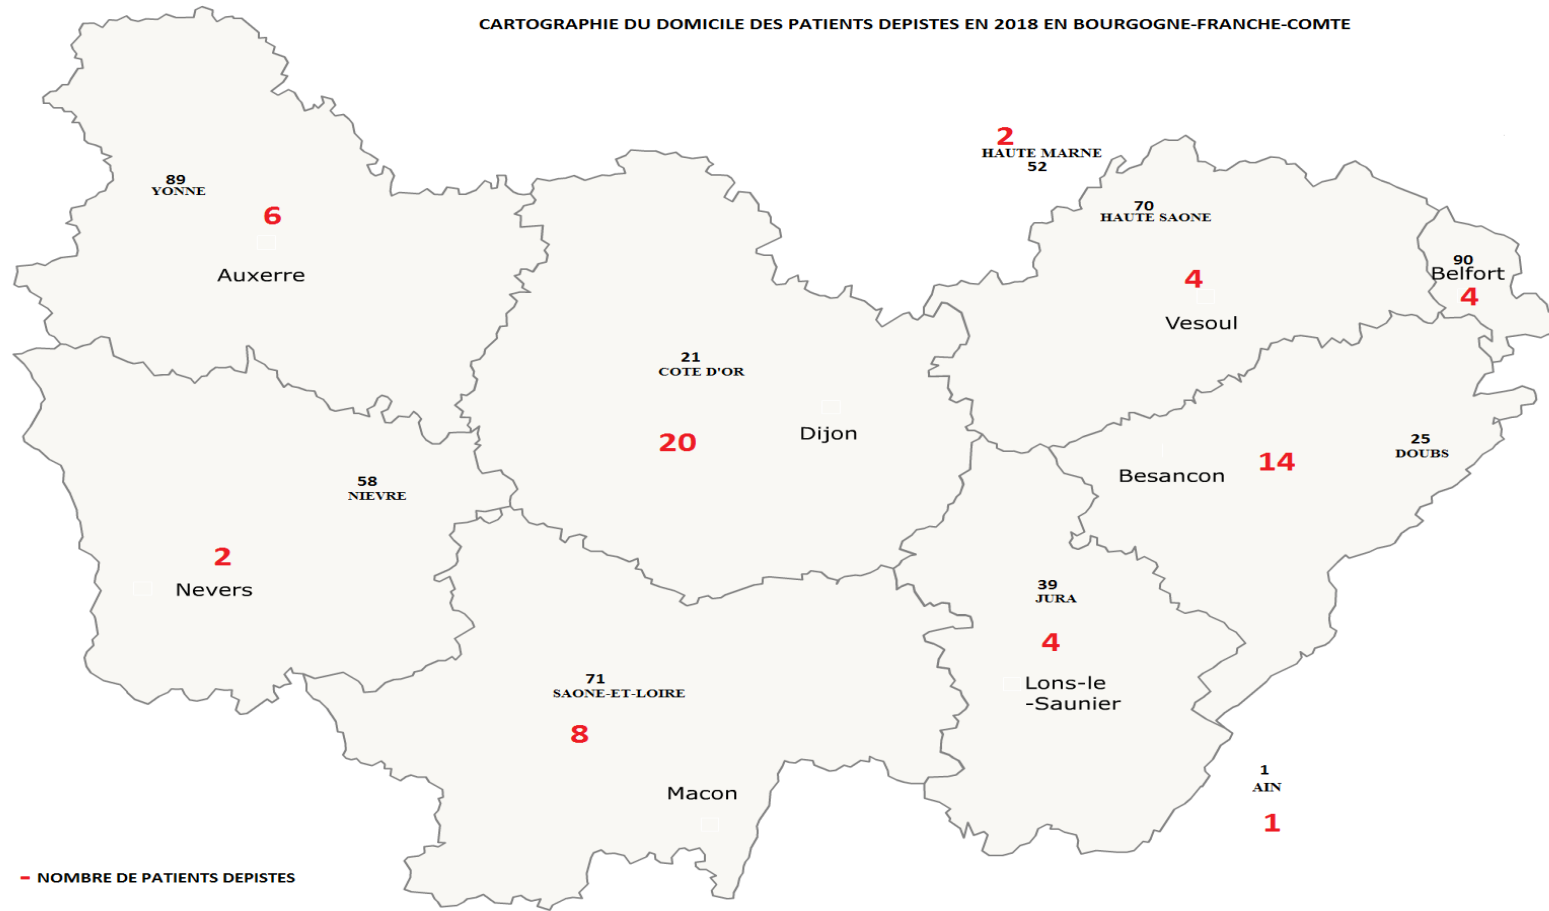 CARTOGRAPHIE DU DOMICILE DES PATIENTS DEPISTES EN 2018 EN BOURGOGNE-FRANCHE-COMTE
2
HAUTE MARNE
52
89
YONNE
6
Auxerre
70
HAUTE SAONE
4
Vesoul
90
Belfort
4
21
COTE D'OR
20
Dijon
25
DOUBS
14
Besancon
58
NIEVRE
2
Nevers
39
JURA
4
Lons-le
-Saunier
71
SAONE-ET-LOIRE
8
Macon
1
AIN
1
- NOMBRE DE PATIENTS DEPISTES